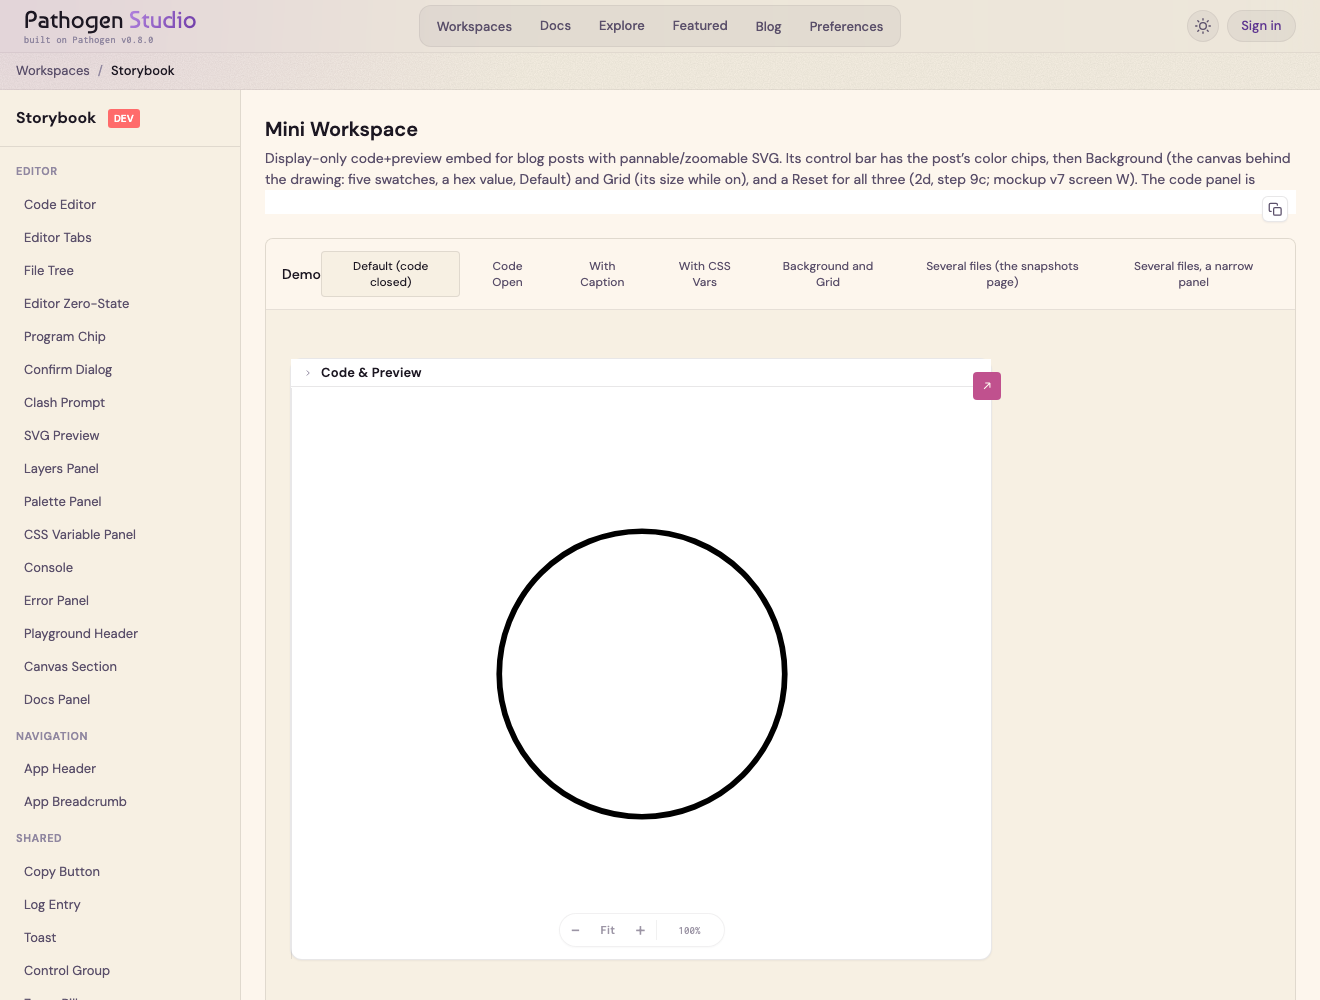 Pathogen Studio
built on Pathogen v0.8.0
Workspaces
Docs
Explore
Featured
Blog
Preferences
Sign in
Workspaces / Storybook
Storybook
DEV
EDITOR
Code Editor
Editor Tabs
File Tree
Editor Zero-State
Program Chip
Confirm Dialog
Clash Prompt
SVG Preview
Layers Panel
Palette Panel
CSS Variable Panel
Console
Error Panel
Playground Header
Canvas Section
Docs Panel
NAVIGATION
App Header
App Breadcrumb
SHARED
Copy Button
Log Entry
Toast
Control Group
Mini Workspace
Display-only code+preview embed for blog posts with pannable/zoomable SVG. Its control bar has the post's color chips, then Background (the canvas behind
the drawing: five swatches, a hex value, Default) and Grid (its size while on), and a Reset for all three (2d, step 9c; mockup v7 screen W). The code panel is
Demo
Default (code
closed)
Code
Open
With
Caption
With CSS
Vars
Background and
Grid
Several files (the snapshots
page)
Several files, a narrow
panel
Code & Preview
− Fit + 100%